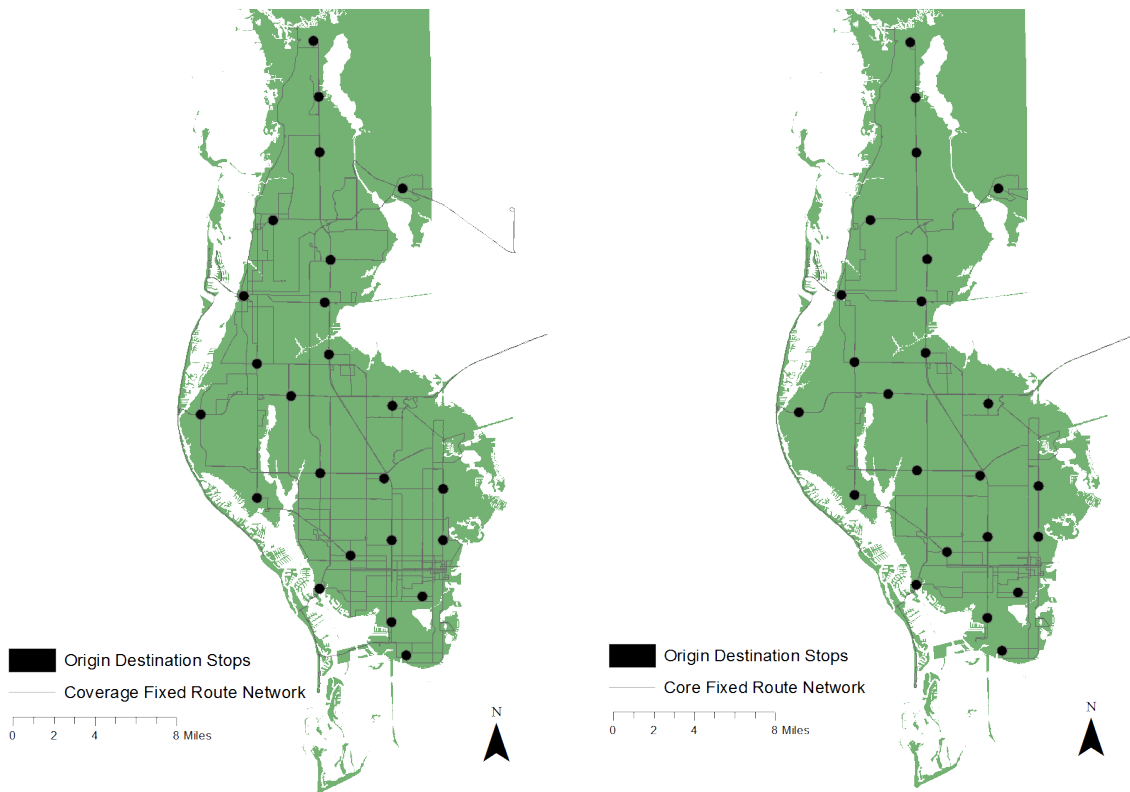 Origin Destination Stops
Coverage Fixed Route Network
0 2 4 8 Miles
N
Origin Destination Stops
Core Fixed Route Network
0 2 4 8 Miles
N